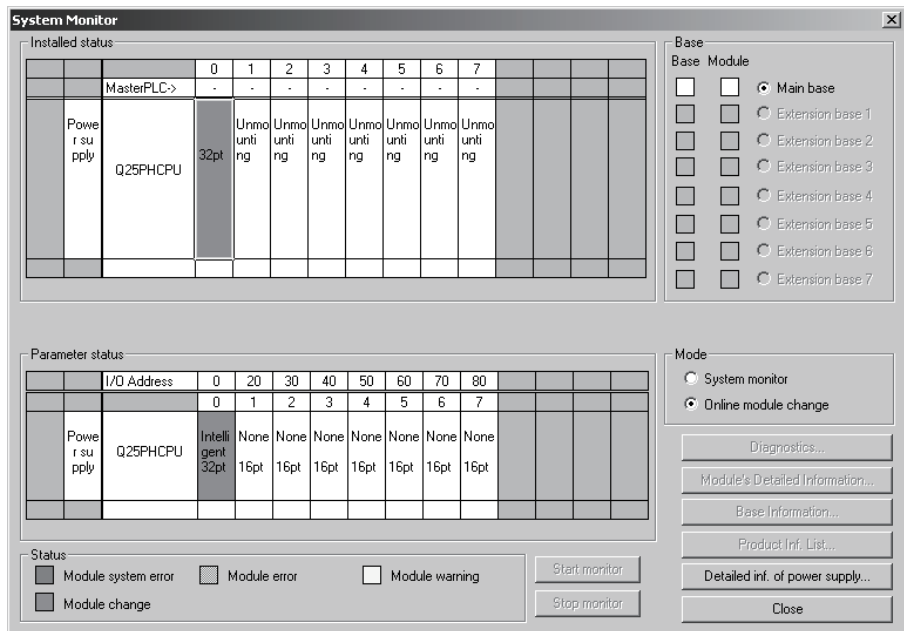 System Monitor
Installed status
0 1 2 3 4 5 6 7
MasterPLC-> - - - - - - - -
Powe
r su
pply
Q25PHCPU
32pt
Unmo
unti
ng
Unmo
unti
ng
Unmo
unti
ng
Unmo
unti
ng
Unmo
unti
ng
Unmo
unti
ng
Unmo
unti
ng
Base
Base Module
Main base
Extension base 1
Extension base 2
Extension base 3
Extension base 4
Extension base 5
Extension base 6
Extension base 7
Parameter status
I/O Address 0 20 30 40 50 60 70 80
0 1 2 3 4 5 6 7
Powe
r su
pply
Q25PHCPU
Intelli
gent
32pt
None
16pt
None
16pt
None
16pt
None
16pt
None
16pt
None
16pt
None
16pt
Mode
System monitor
Online module change
Diagnostics...
Module's Detailed Information...
Base Information...
Product Inf. List...
Detailed inf. of power supply...
Close
Status
Module system error Module error Module warning
Module change
Start monitor
Stop monitor